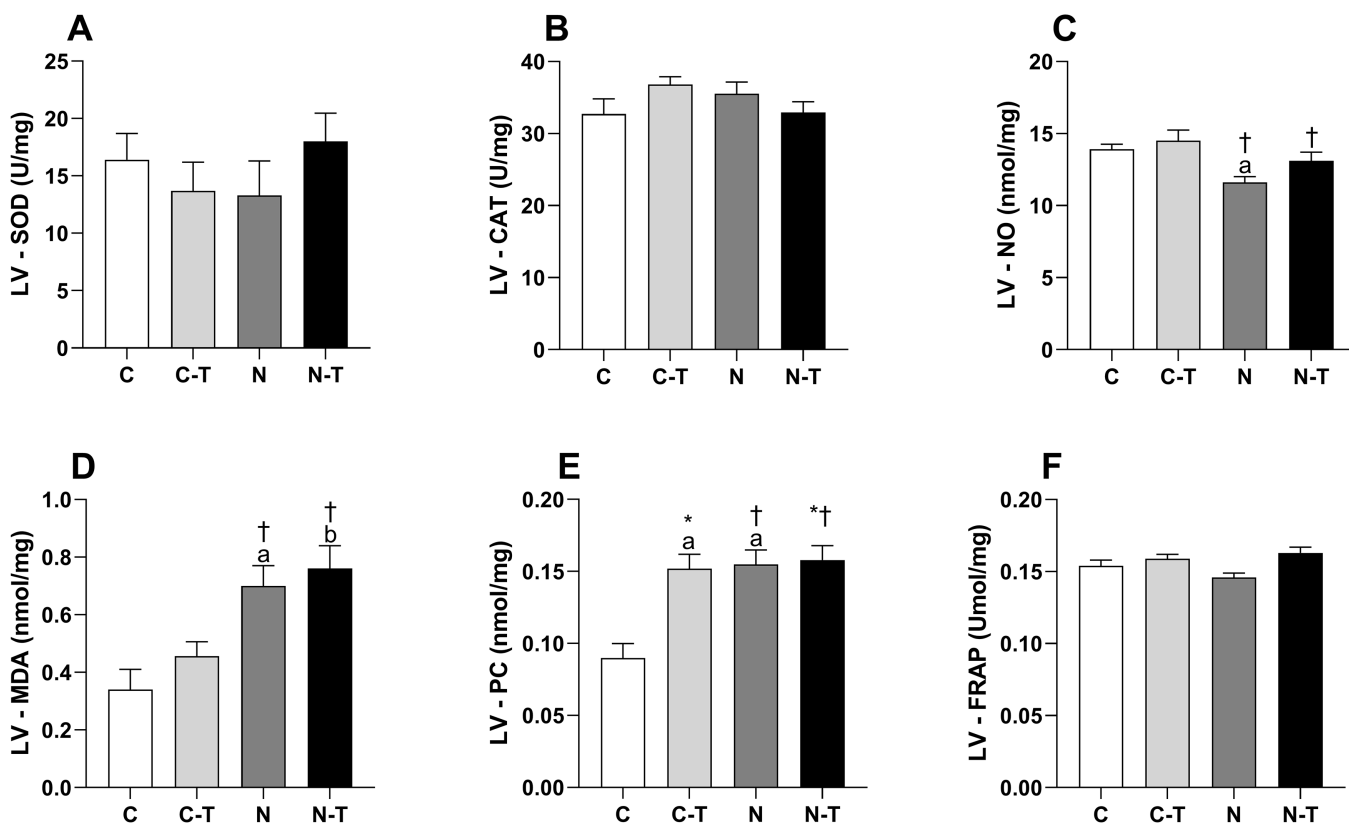 A
LV - SOD (U/mg)
25
20
15
10
5
0
C C-T N N-T
B
LV - CAT (U/mg)
40
30
20
10
0
C C-T N N-T
C
LV - NO (nmol/mg)
20
15
10
5
0
† †
a
C C-T N N-T
D
LV - MDA (nmol/mg)
1.0
0.8
0.6
0.4
0.2
0.0
† †
a b
C C-T N N-T
E
LV - PC (nmol/mg)
0.20
0.15
0.10
0.05
0.00
* † *†
a a
C C-T N N-T
F
LV - FRAP (Umol/mg)
0.20
0.15
0.10
0.05
0.00
C C-T N N-T